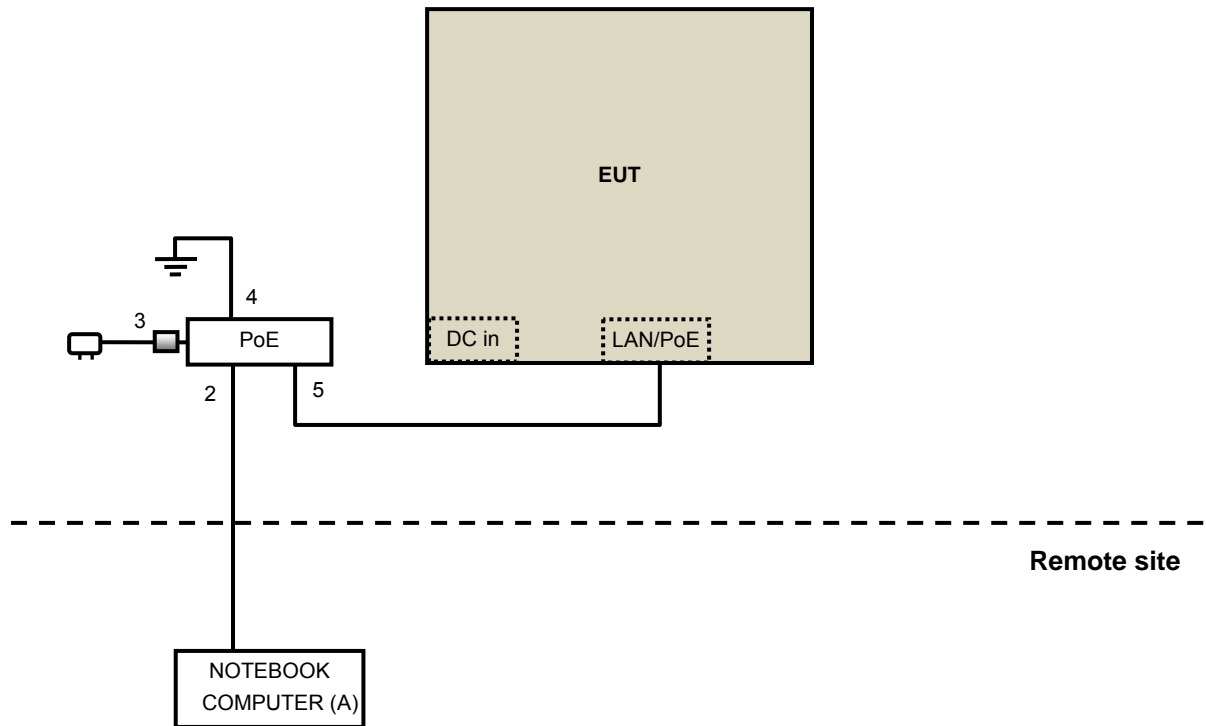 EUT
4
3
PoE
DC in
LAN/PoE
2
5
Remote site
NOTEBOOK
COMPUTER (A)